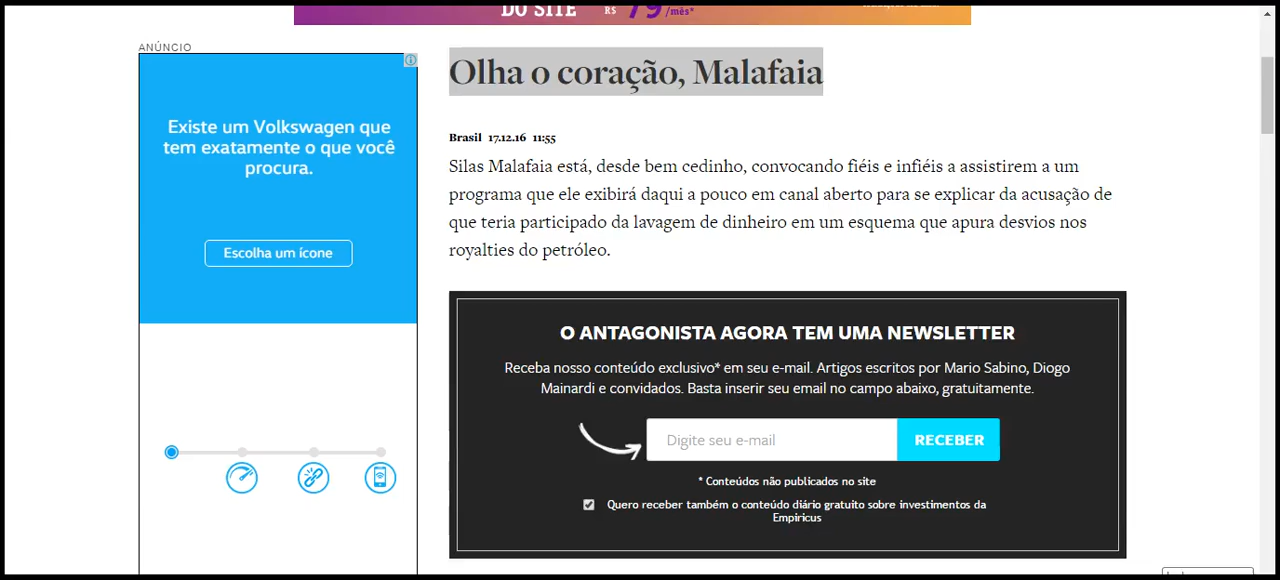 DO SITE R$ 79 /mês*
ANÚNCIO
Existe um Volkswagen que
tem exatamente o que você
procura.
Escolha um ícone
Olha o coração, Malafaia
Brasil 17.12.16 11:55
Silas Malafaia está, desde bem cedinho, convocando fiéis e infiéis a assistirem a um
programa que ele exibirá daqui a pouco em canal aberto para se explicar da acusação de
que teria participado da lavagem de dinheiro em um esquema que apura desvios nos
royalties do petróleo.
O ANTAGONISTA AGORA TEM UMA NEWSLETTER
Receba nosso conteúdo exclusivo* em seu e-mail. Artigos escritos por Mario Sabino, Diogo
Mainardi e convidados. Basta inserir seu email no campo abaixo, gratuitamente.
Digite seu e-mail
RECEBER
* Conteúdos não publicados no site
Quero receber também o conteúdo diário gratuito sobre investimentos da
Empiricus